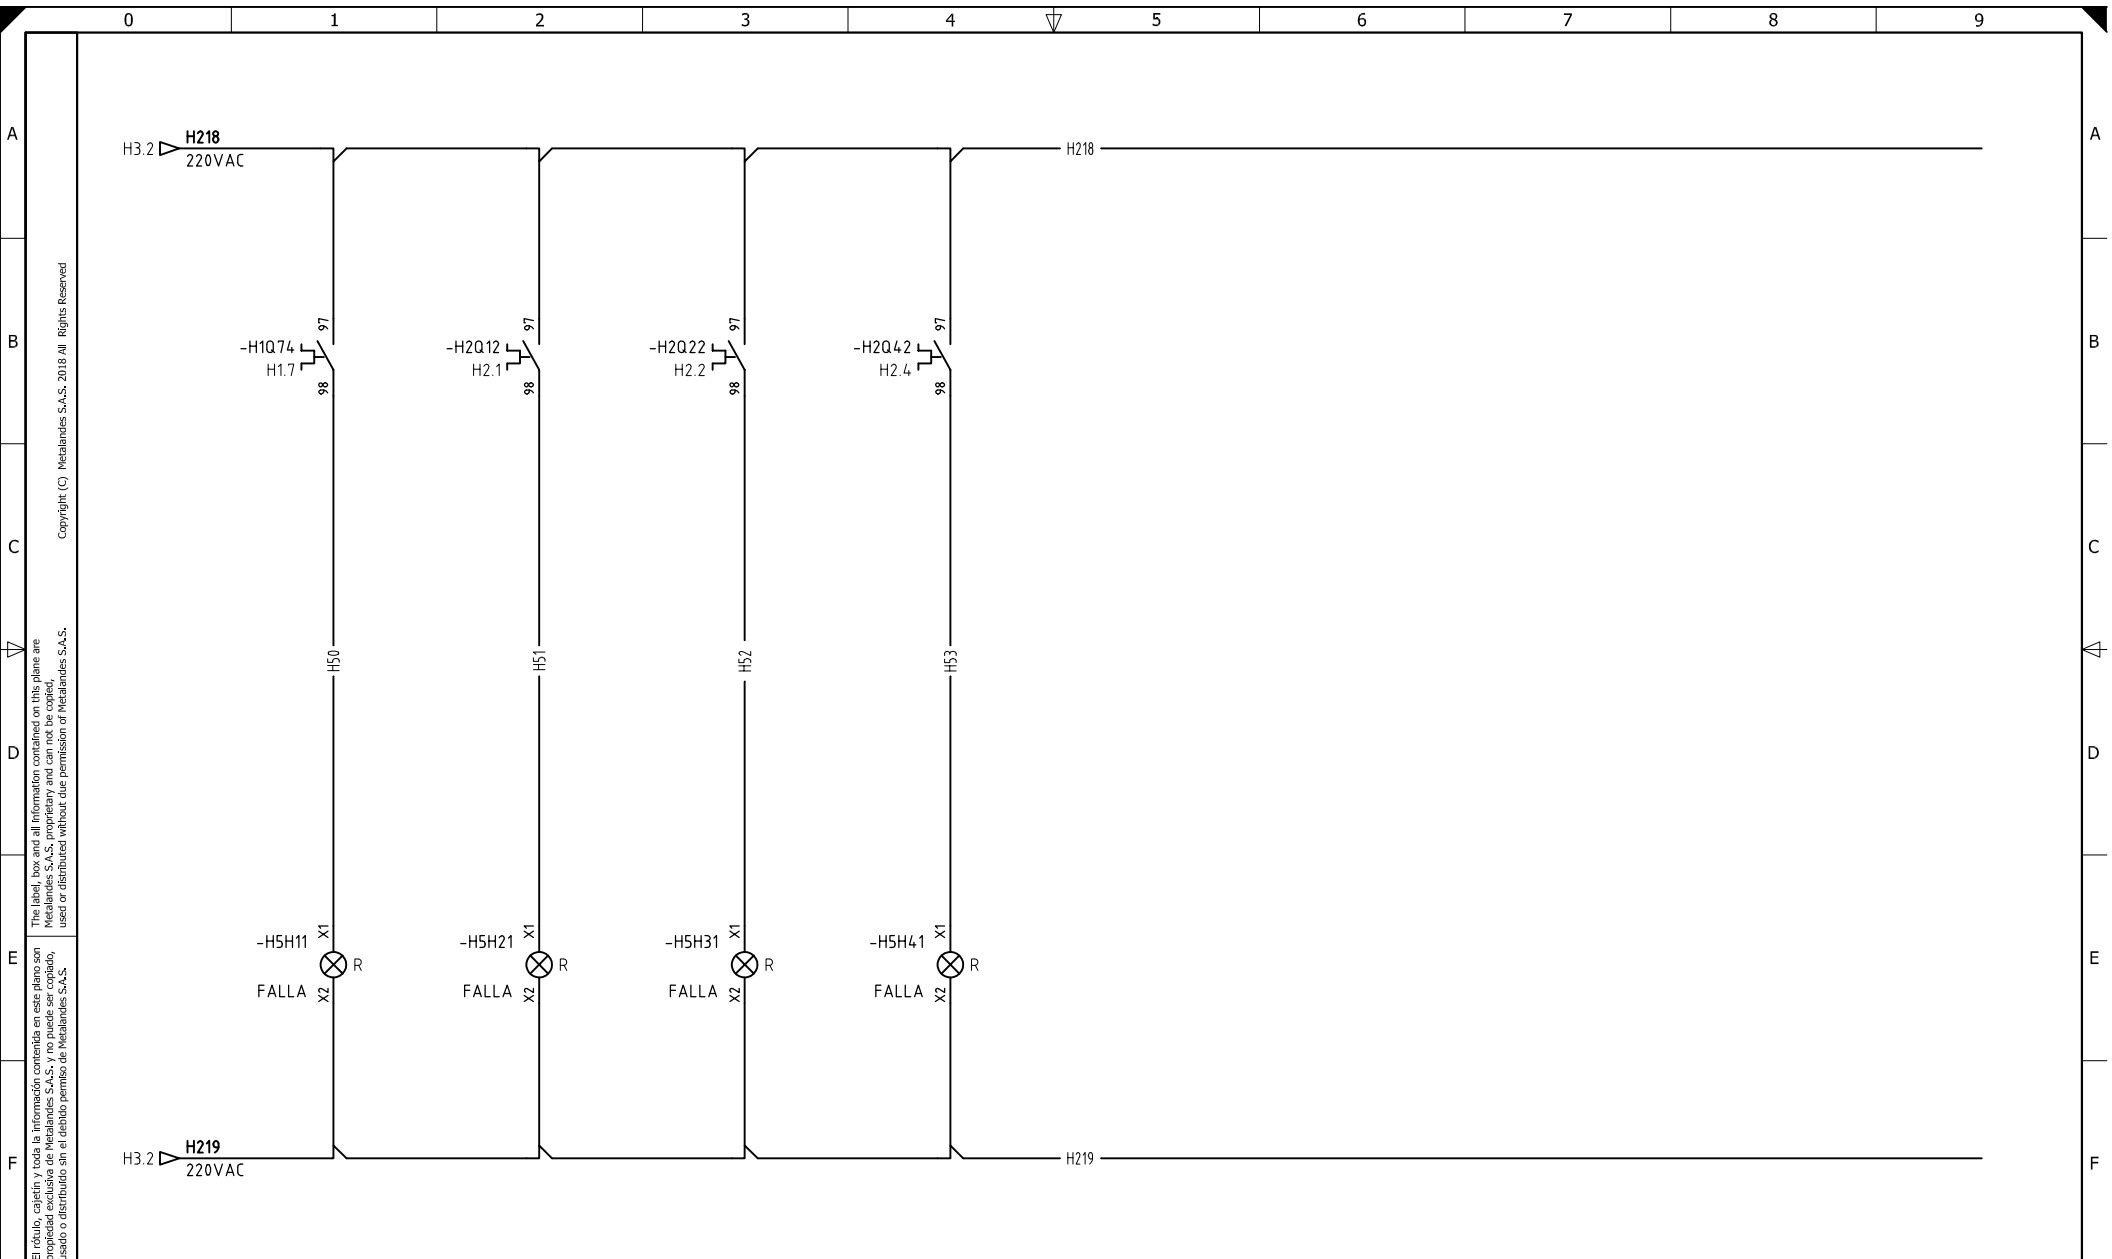 0 1 2 3 4 5 6 7 8 9
A A
H218
H3.2
220VAC
H218
B B
97 97 97 97
-H1Q74 -H2Q12 -H2Q22 -H2Q42
H1.7 H2.1 H2.2 H2.4
98 98 98 98
C C
H50 H51 H52 H53
D D
X1 X1 X1 X1
-H5H11 -H5H21 -H5H31 -H5H41
E E
R R R R
FALLA FALLA FALLA FALLA
X2 X2 X2 X2
H219
H3.2
220VAC
H219
F F
Copyright (C) Metalandes S.A.S. 2018 All Rights Reserved
The label, box and all information contained on this plane are
Metalandes S.A.S. proprietary and can not be copied,
used or distributed without due permission of Metalandes S.A.S.
El rótulo, cajetín y toda la información contenida en este plano son
propiedad exclusiva de Metalandes S.A.S. y no puede ser copiado,
usado o distribuido sin el debido permiso de Metalandes S.A.S.